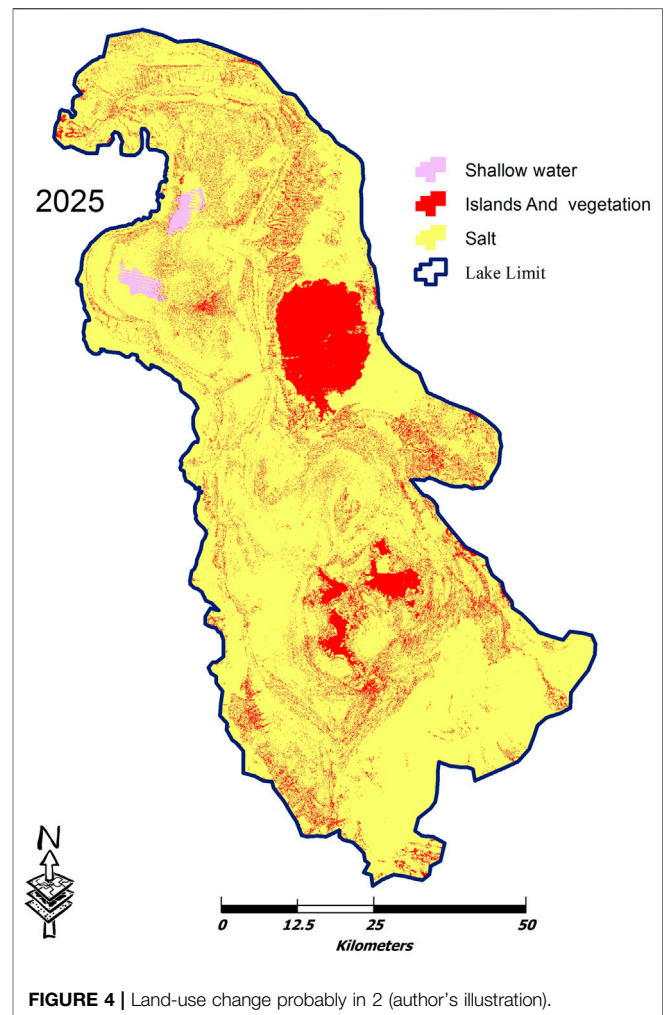 2025
Shallow water
Islands And vegetation
Salt
Lake Limit
N
0 12.5 25 50
Kilometers
FIGURE 4 | Land-use change probably in 2 (author's illustration).